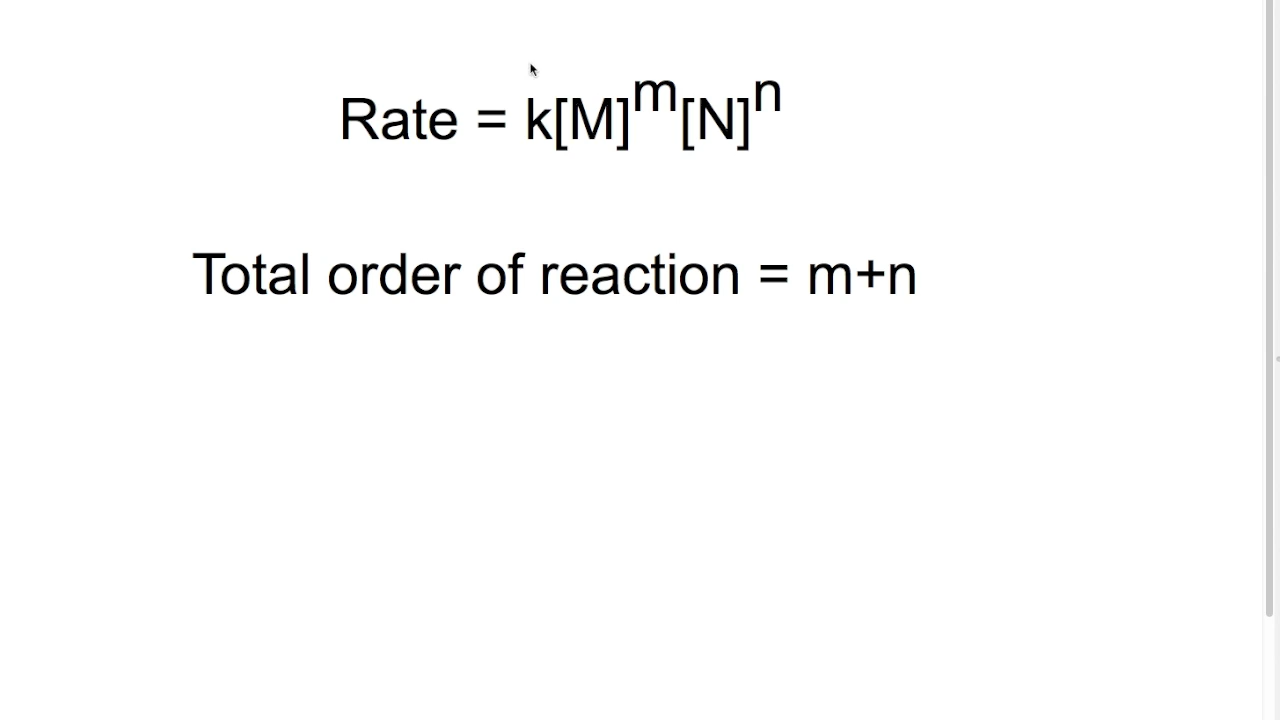 Rate = k[M]^m[N]^n
Total order of reaction = m+n